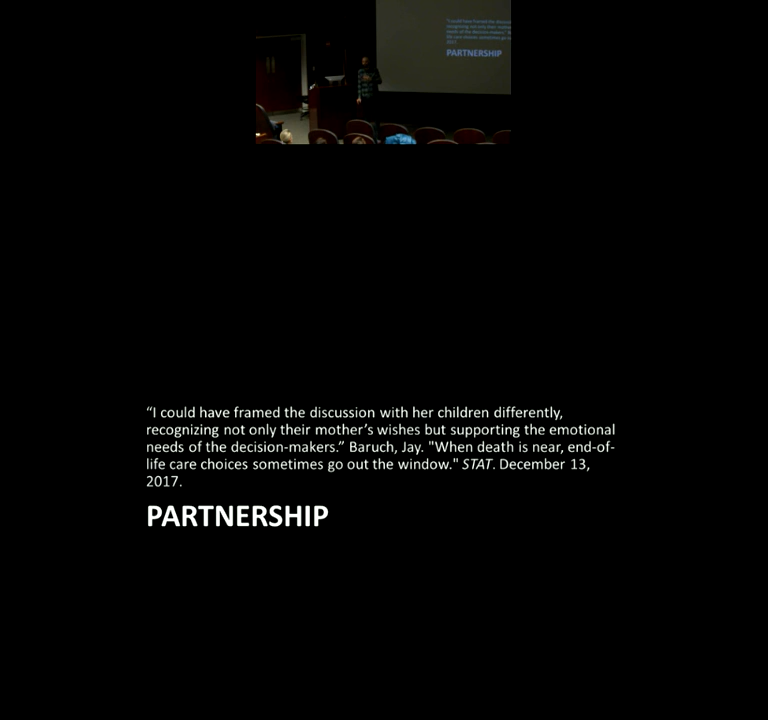 PARTNERSHIP
“I could have framed the discussion with her children differently,
recognizing not only their mother’s wishes but supporting the emotional
needs of the decision-makers.” Baruch, Jay. "When death is near, end-of-
life care choices sometimes go out the window." STAT. December 13,
2017.
PARTNERSHIP